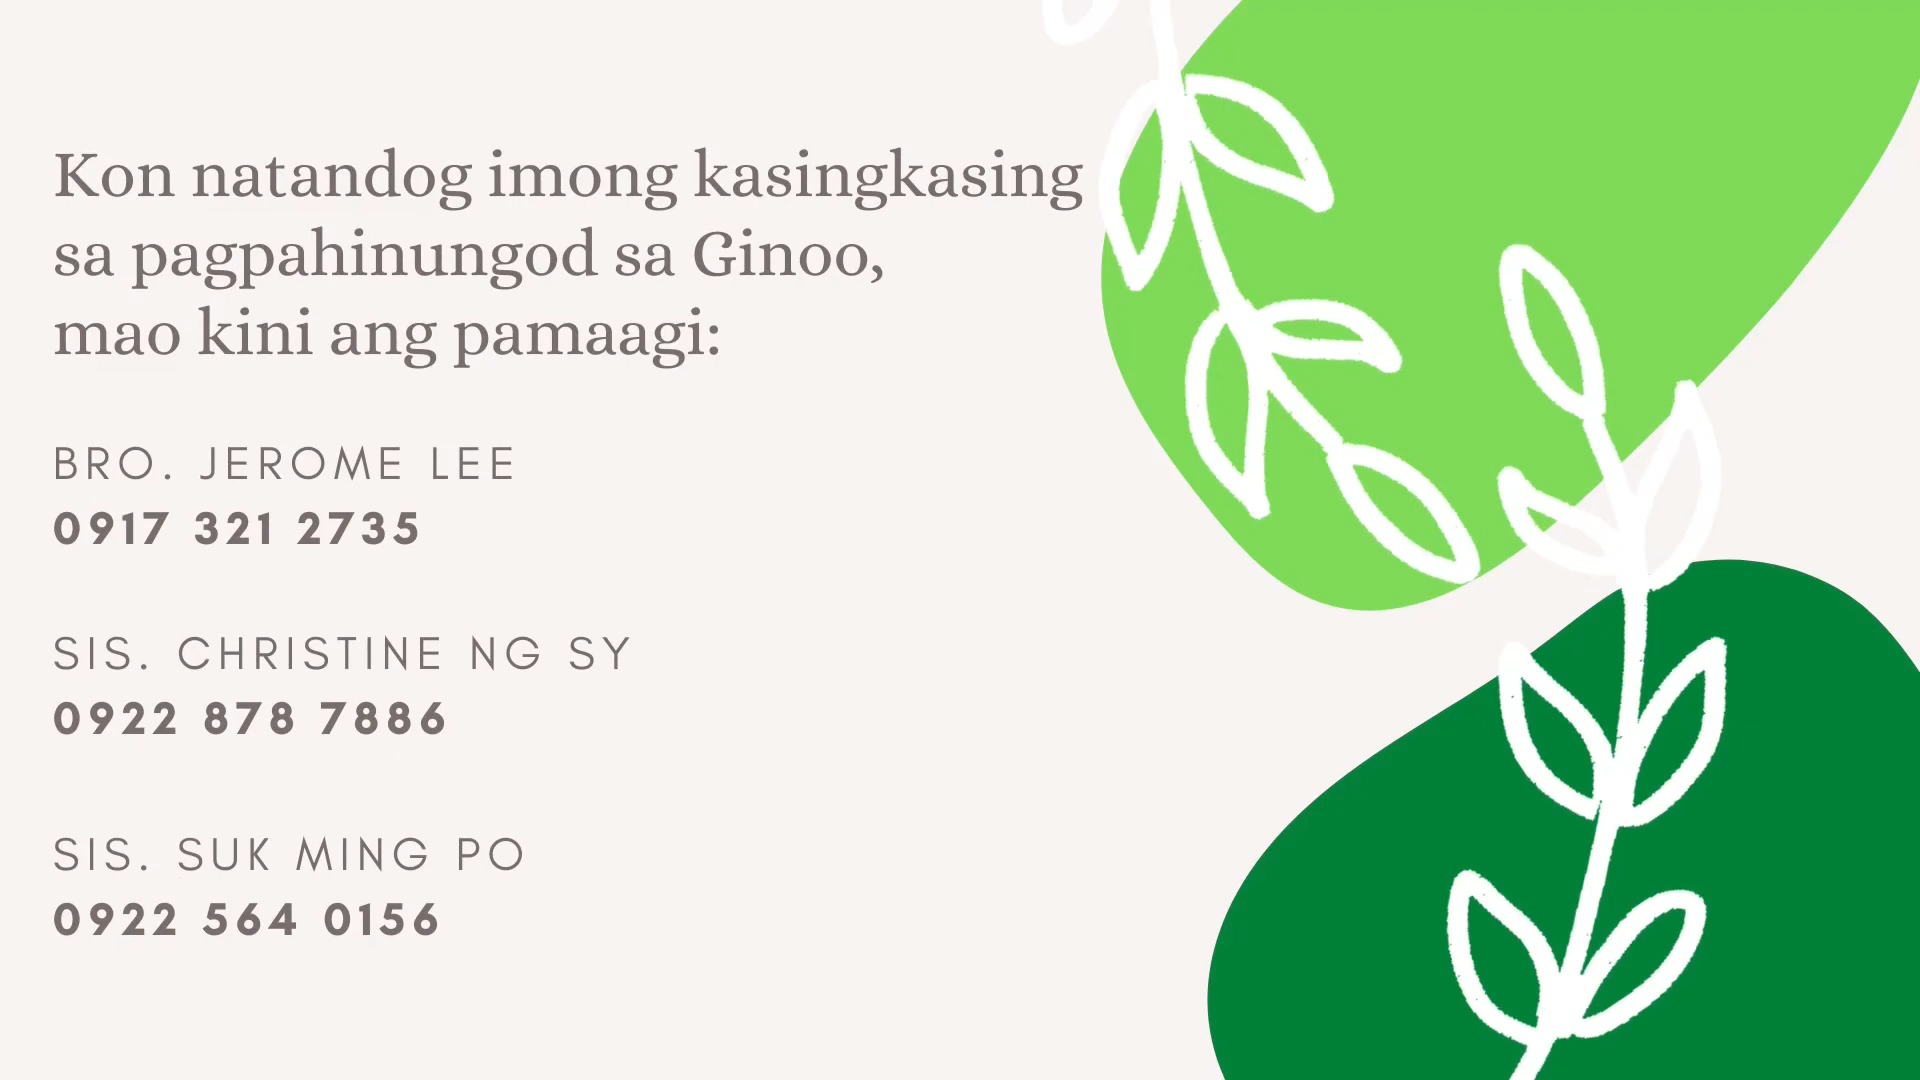 Kon natandog imong kasingkasing
sa pagpahinungod sa Ginoo,
mao kini ang pamaagi:
BRO. JEROME LEE
0917 321 2735
SIS. CHRISTINE NG SY
0922 878 7886
SIS. SUK MING PO
0922 564 0156